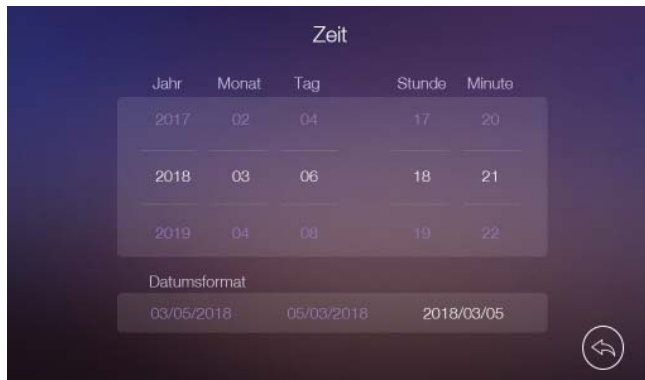 Zeit
Jahr Monat Tag Stunde Minute
2017 02 04 17 20
2018 03 06 18 21
2019 04 08 19 22
Datumsformat
03/05/2018 05/03/2018 2018/03/05